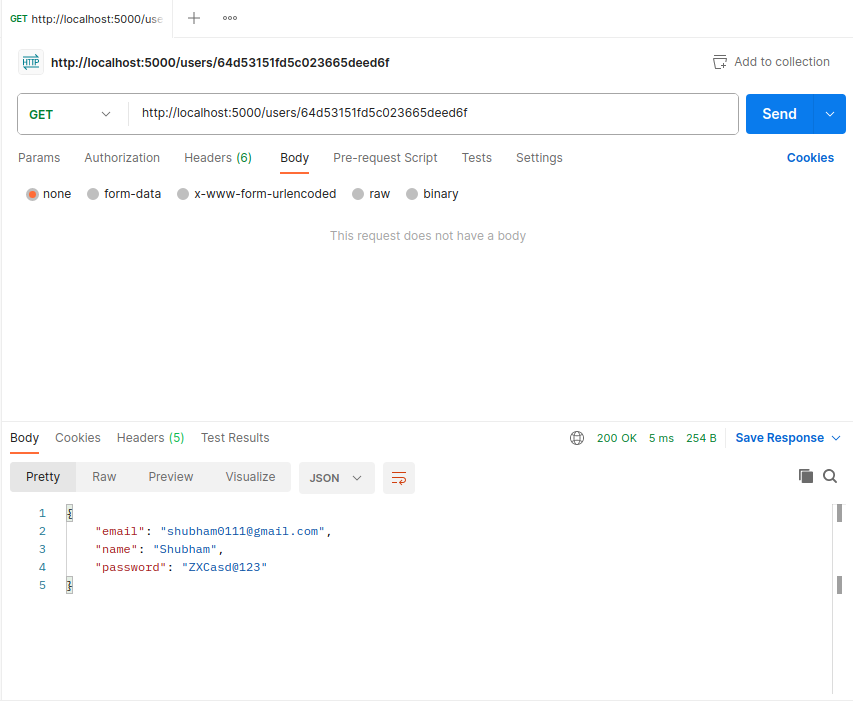 GET http://localhost:5000/use
HTTP http://localhost:5000/users/64d53151fd5c023665deed6f Add to collection
GET http://localhost:5000/users/64d53151fd5c023665deed6f Send
Params Authorization Headers (6) Body Pre-request Script Tests Settings Cookies
none form-data x-www-form-urlencoded raw binary
This request does not have a body
Body Cookies Headers (5) Test Results 200 OK 5 ms 254 B Save Response
Pretty Raw Preview Visualize JSON
1 {
2 "email": "shubham0111@gmail.com",
3 "name": "Shubham",
4 "password": "ZXCasd@123"
5 }